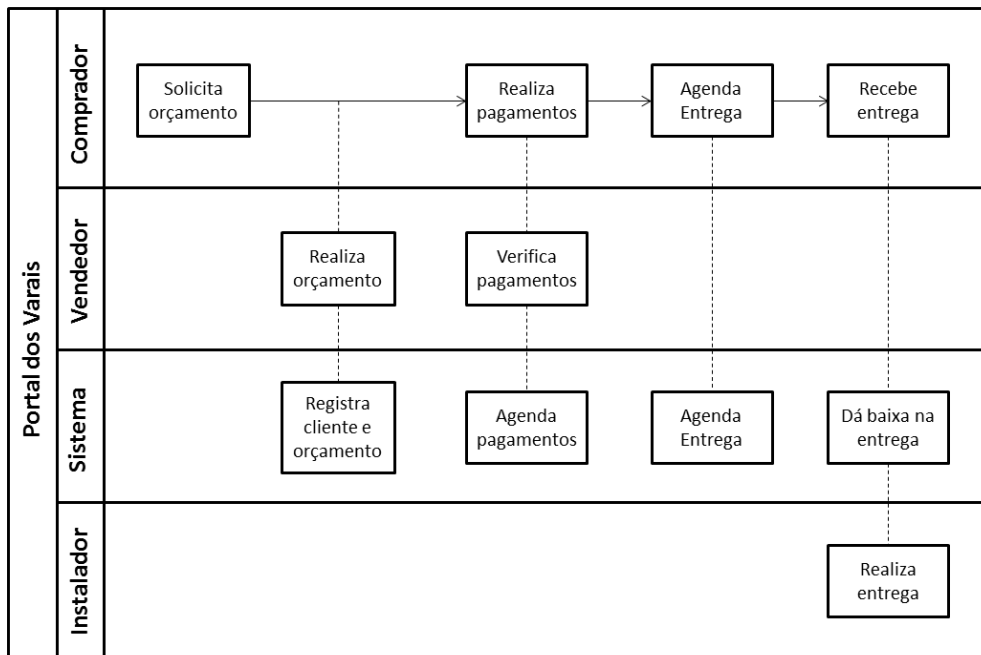 Portal dos Varais
Comprador
Solicita
orçamento
Realiza
pagamentos
Agenda
Entrega
Recebe
entrega
Vendedor
Realiza
orçamento
Verifica
pagamentos
Sistema
Registra
cliente e
orçamento
Agenda
pagamentos
Agenda
Entrega
Dá baixa na
entrega
Instalador
Realiza
entrega